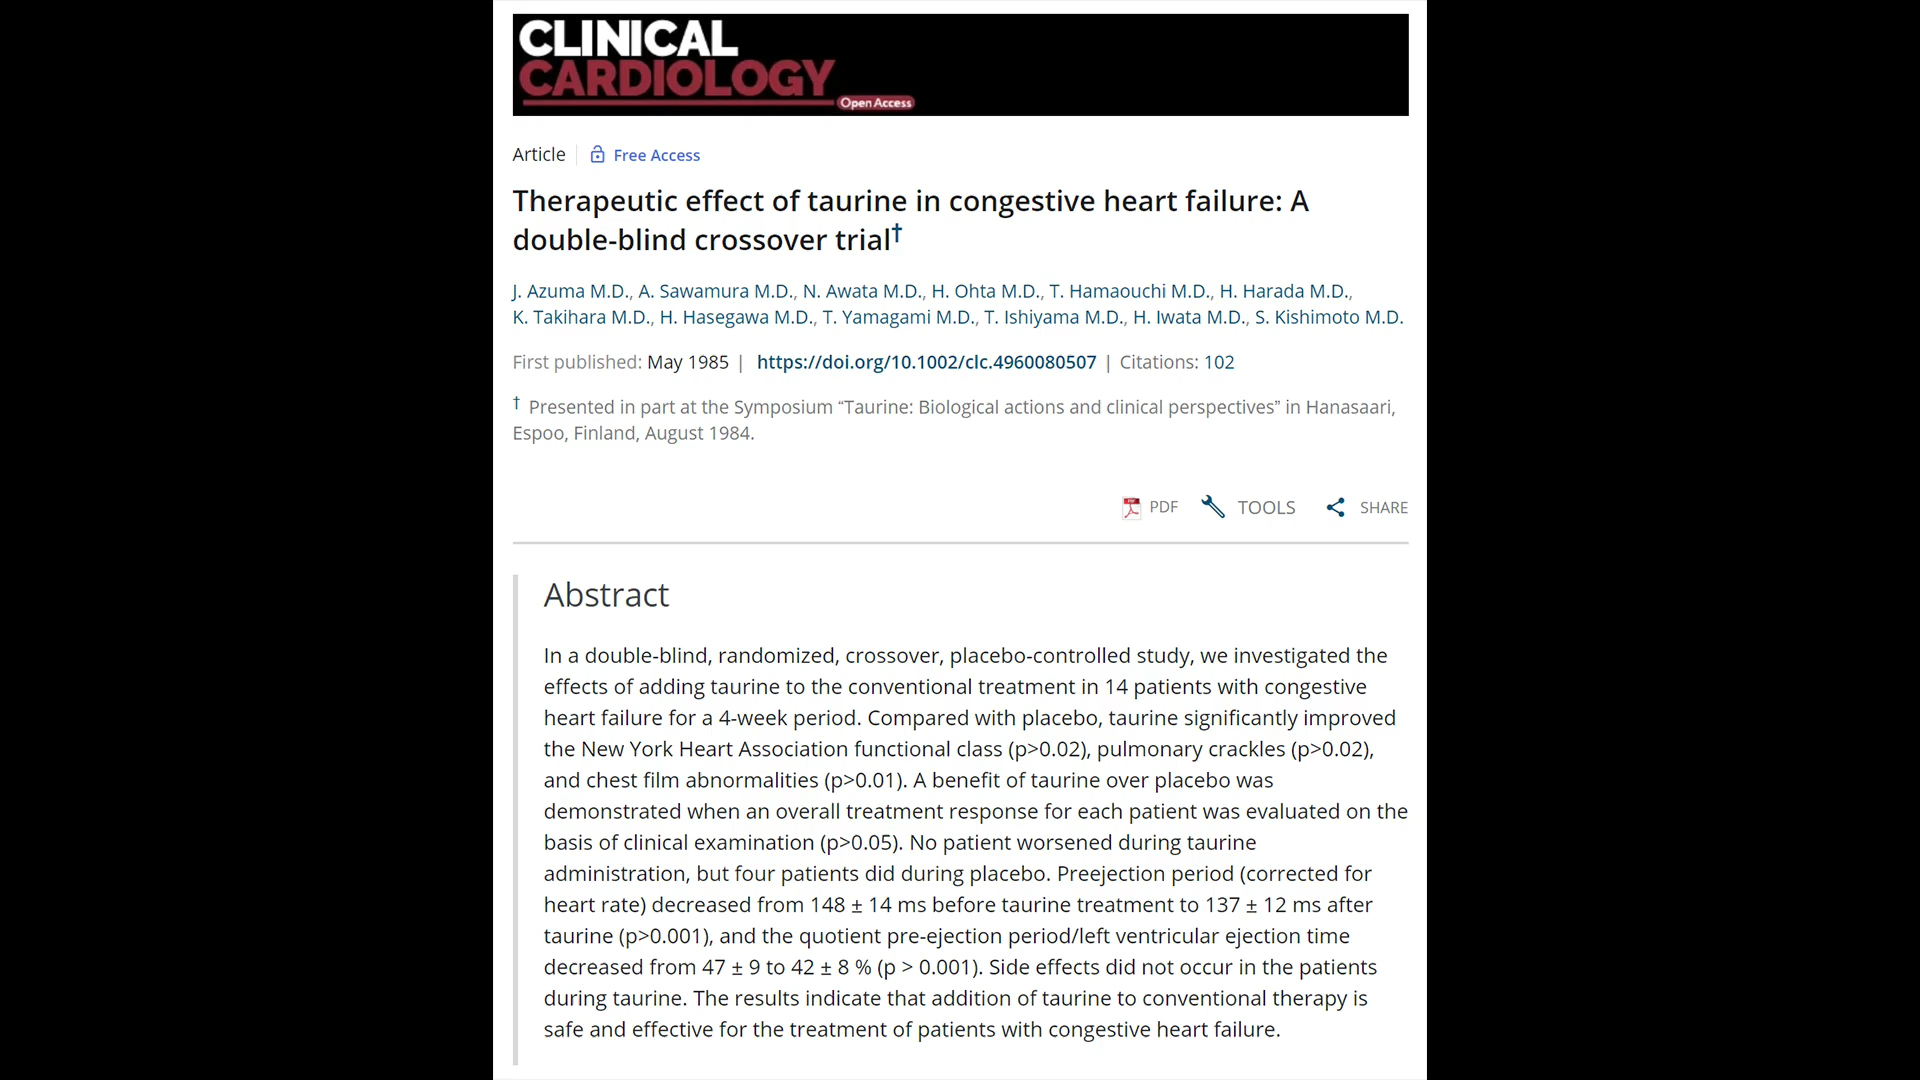 CLINICAL
CARDIOLOGY
Open Access
Article | Free Access
Therapeutic effect of taurine in congestive heart failure: A
double-blind crossover trial†
J. Azuma M.D., A. Sawamura M.D., N. Awata M.D., H. Ohta M.D., T. Hamaouchi M.D., H. Harada M.D.,
K. Takihara M.D., H. Hasegawa M.D., T. Yamagami M.D., T. Ishiyama M.D., H. Iwata M.D., S. Kishimoto M.D.
First published: May 1985 | https://doi.org/10.1002/clc.4960080507 | Citations: 102
† Presented in part at the Symposium “Taurine: Biological actions and clinical perspectives” in Hanasaari,
Espoo, Finland, August 1984.
PDF TOOLS SHARE
Abstract
In a double-blind, randomized, crossover, placebo-controlled study, we investigated the
effects of adding taurine to the conventional treatment in 14 patients with congestive
heart failure for a 4-week period. Compared with placebo, taurine significantly improved
the New York Heart Association functional class (p>0.02), pulmonary crackles (p>0.02),
and chest film abnormalities (p>0.01). A benefit of taurine over placebo was
demonstrated when an overall treatment response for each patient was evaluated on the
basis of clinical examination (p>0.05). No patient worsened during taurine
administration, but four patients did during placebo. Preejection period (corrected for
heart rate) decreased from 148 ± 14 ms before taurine treatment to 137 ± 12 ms after
taurine (p>0.001), and the quotient pre-ejection period/left ventricular ejection time
decreased from 47 ± 9 to 42 ± 8 % (p > 0.001). Side effects did not occur in the patients
during taurine. The results indicate that addition of taurine to conventional therapy is
safe and effective for the treatment of patients with congestive heart failure.